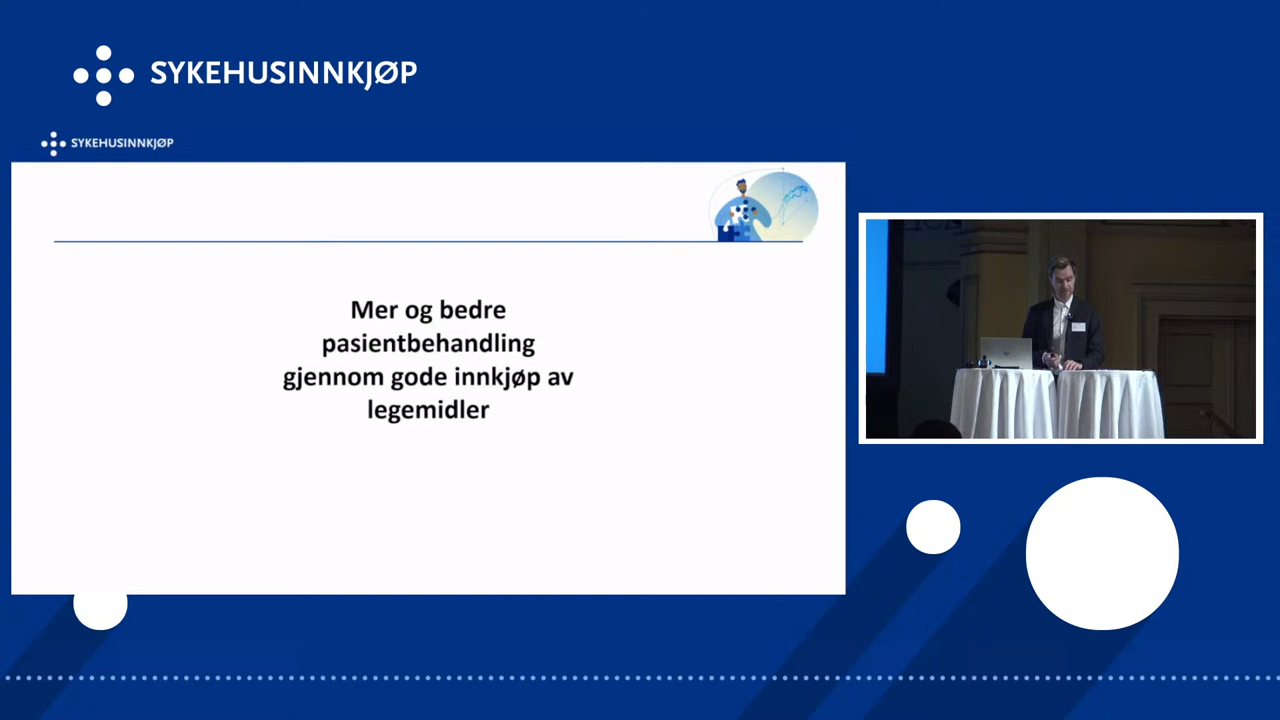 SYKEHUSINNKJØP
SYKEHUSINNKJØP
Mer og bedre
pasientbehandling
gjennom gode innkjøp av
legemidler